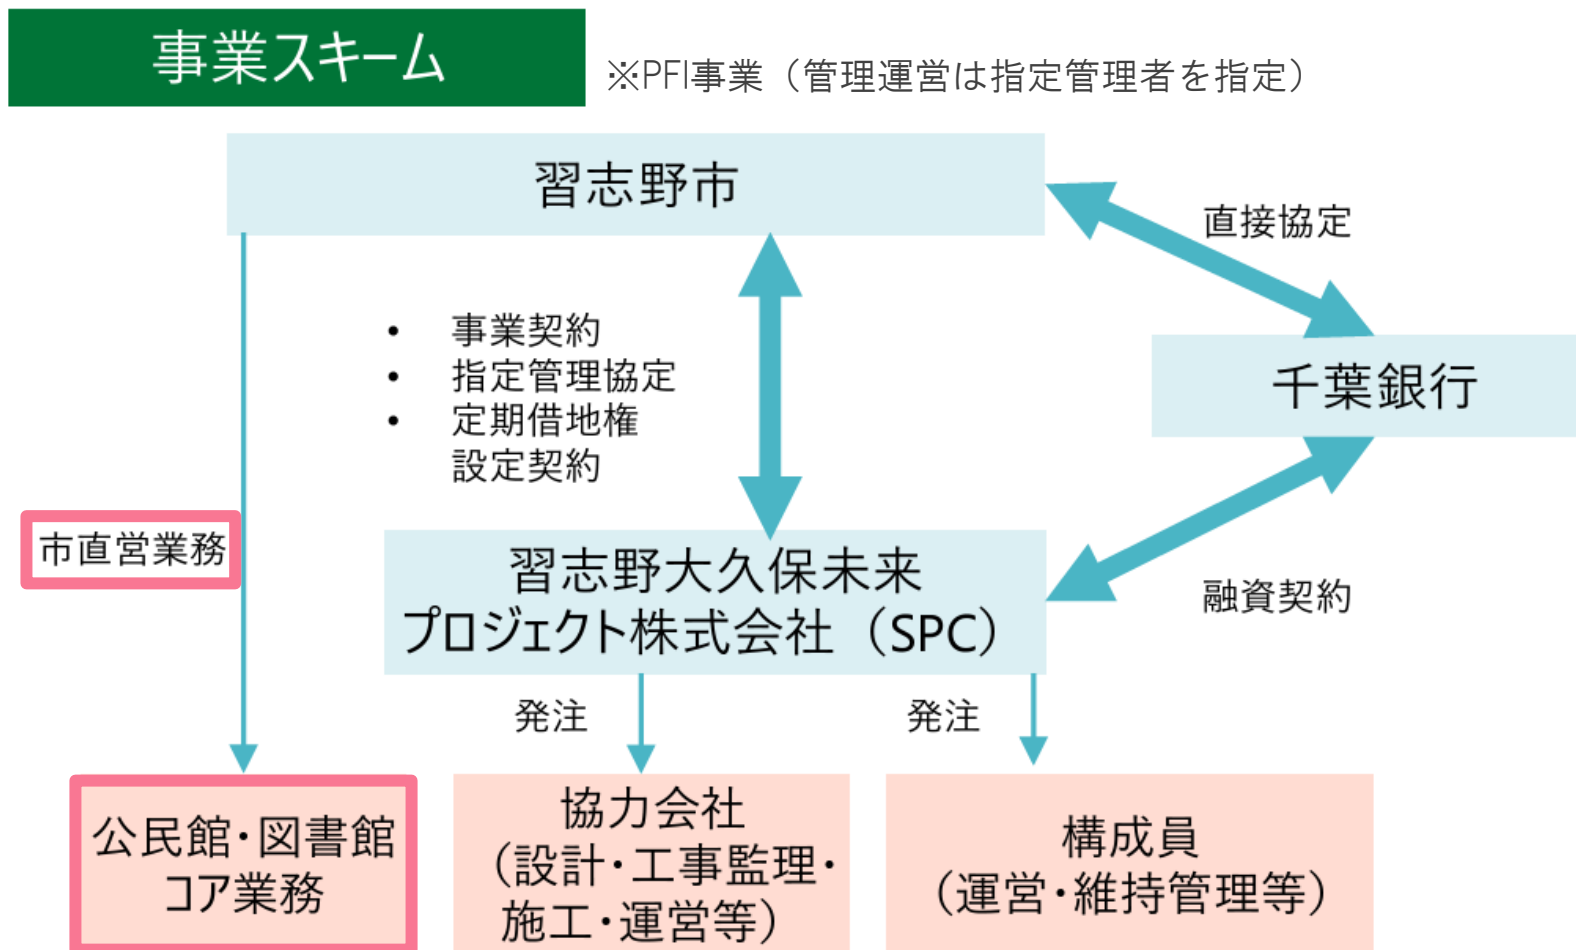 事業スキーム
※PFI事業（管理運営は指定管理者を指定）
習志野市
直接協定
• 事業契約
• 指定管理協定
• 定期借地権
設定契約
千葉銀行
市直営業務
習志野大久保未来
プロジェクト株式会社（SPC）
融資契約
発注
発注
公民館・図書館
コア業務
協力会社
（設計・工事監理・
施工・運営等）
構成員
（運営・維持管理等）